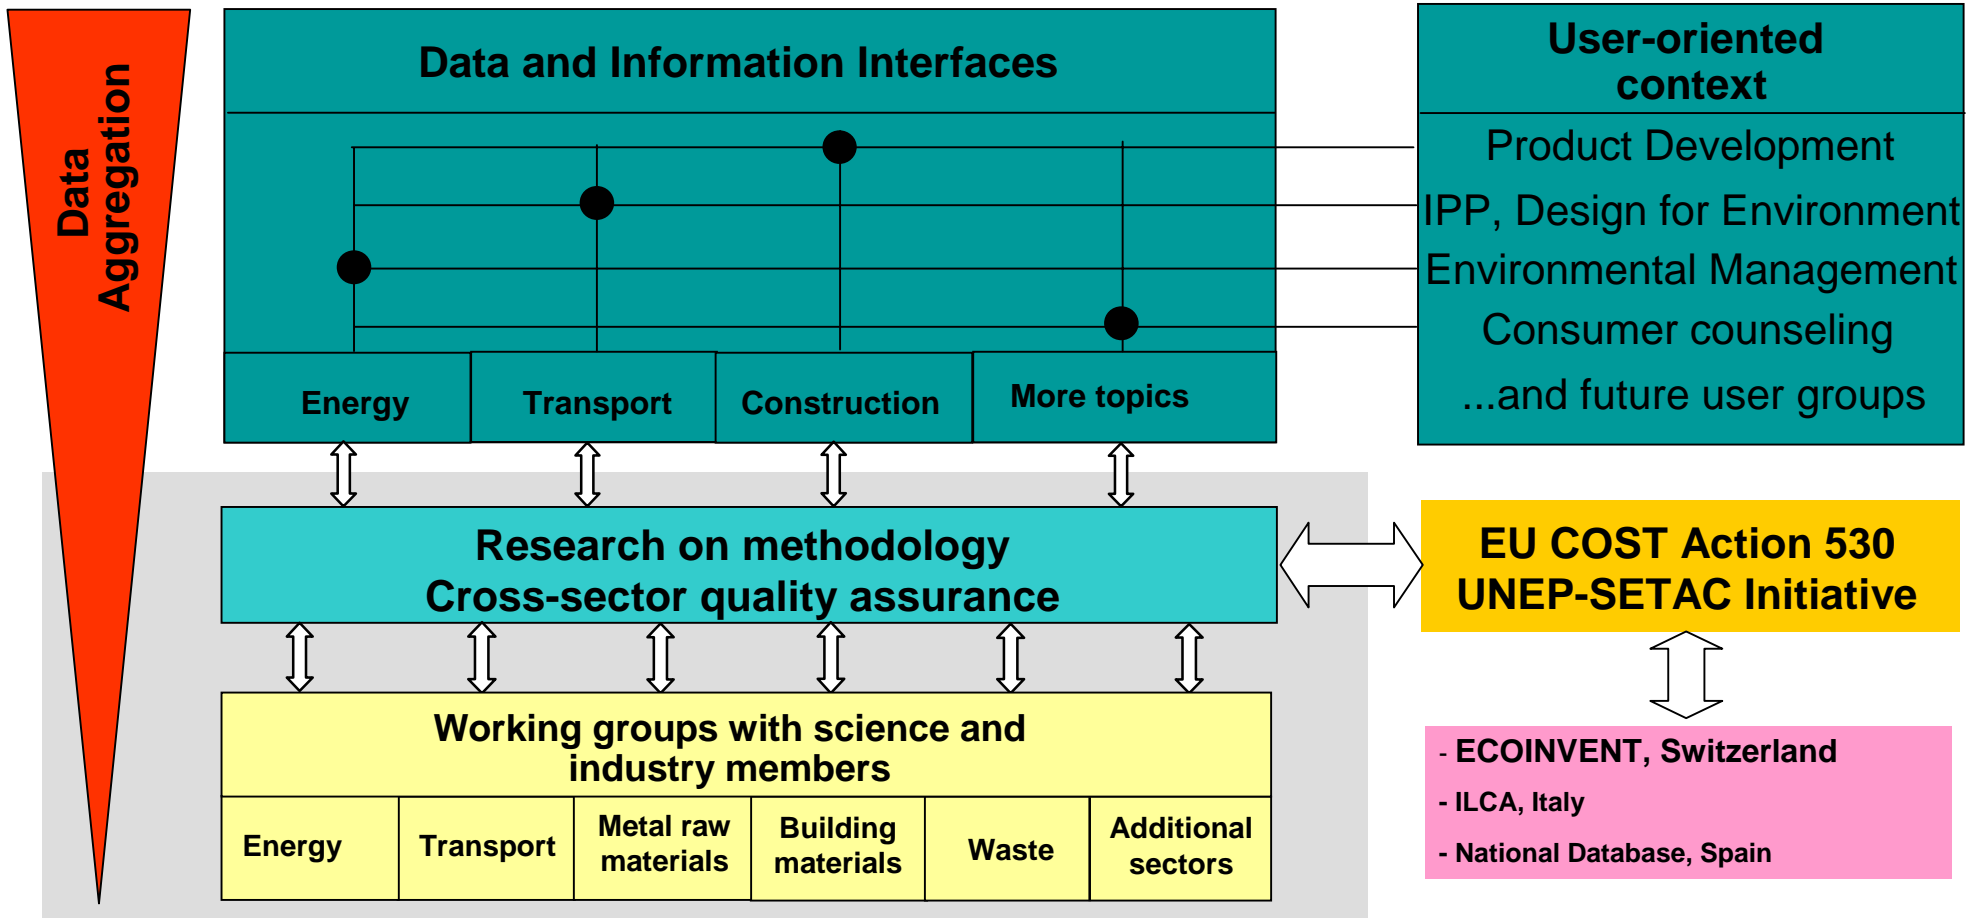 Data
Aggregation
Data and Information Interfaces
Energy
Transport
Construction
More topics
User-oriented
context
Product Development
IPP, Design for Environment
Environmental Management
Consumer counseling
...and future user groups
Research on methodology
Cross-sector quality assurance
EU COST Action 530
UNEP-SETAC Initiative
Working groups with science and
industry members
Energy
Transport
Metal raw
materials
Building
materials
Waste
Additional
sectors
- ECOINVENT, Switzerland
- ILCA, Italy
- National Database, Spain